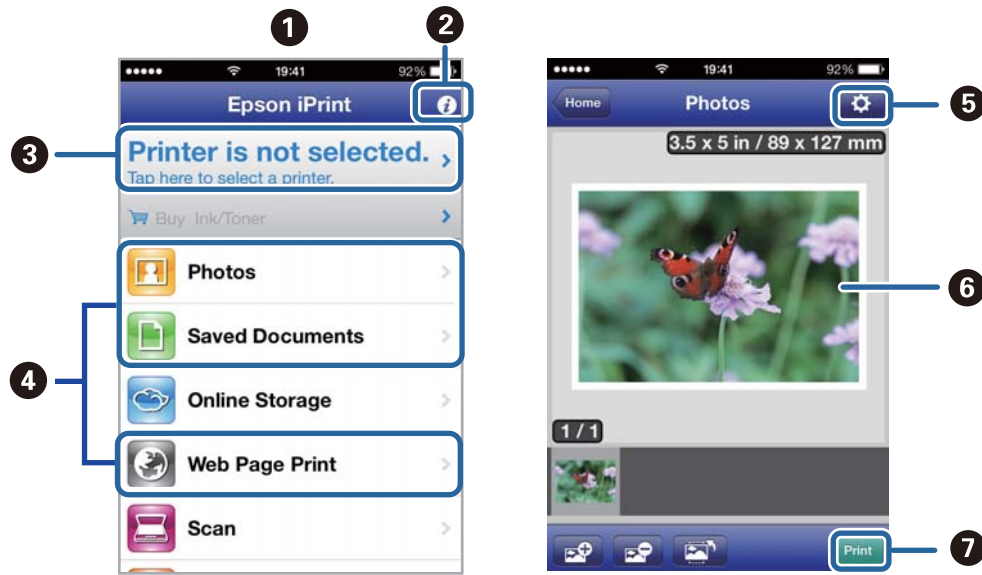 1
2
19:41
92%
Epson iPrint
i
3
Printer is not selected.
Tap here to select a printer.
Buy Ink/Toner
Photos
Saved Documents
4
Online Storage
Web Page Print
Scan
19:41
92%
Home
Photos
5
3.5 x 5 in / 89 x 127 mm
6
1 / 1
Print
7